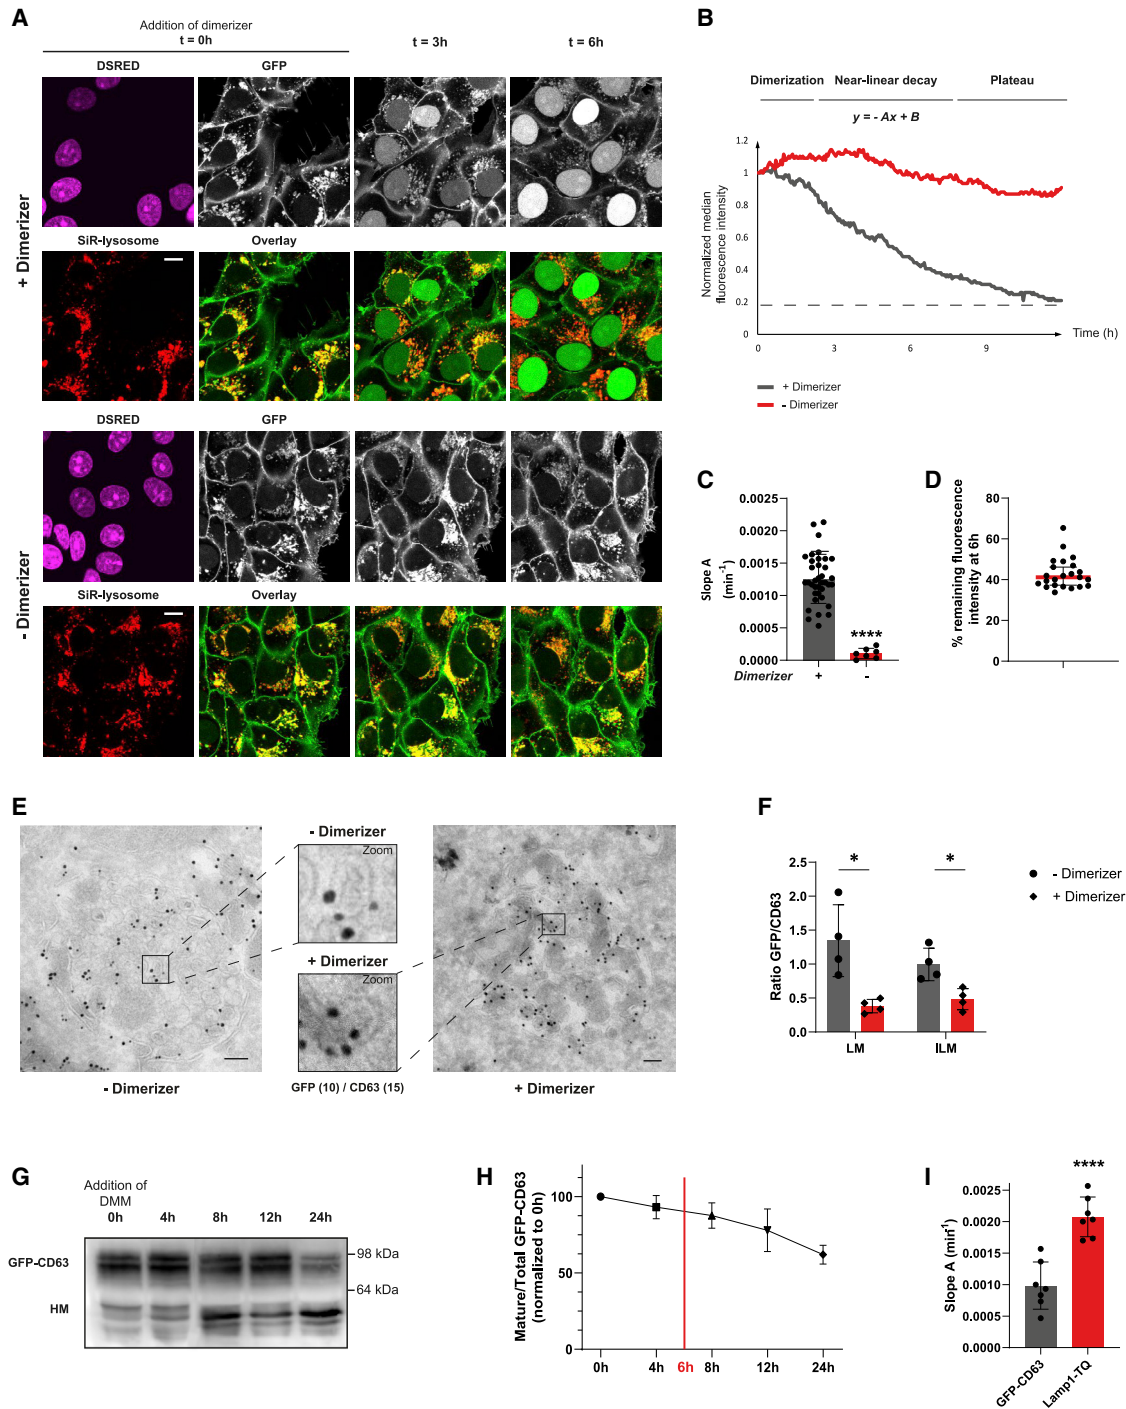 A
Addition of dimerizer
t = 0h
t = 3h
t = 6h
DSRED
GFP
+ Dimerizer
SiR-lysosome
Overlay
DSRED
GFP
- Dimerizer
SiR-lysosome
Overlay
B
Dimerization
Near-linear decay
Plateau
y = - Ax + B
Normalized median
fluorescence intensity
1.2
1
0.8
0.6
0.4
0.2
0
0
3
6
9
Time (h)
+ Dimerizer
- Dimerizer
C
Slope A
(min-1)
0.0025
0.0020
0.0015
0.0010
0.0005
0.0000
****
Dimerizer
+
-
D
% remaining fluorescence
intensity at 6h
80
60
40
20
0
E
- Dimerizer
Zoom
+ Dimerizer
Zoom
- Dimerizer
GFP (10) / CD63 (15)
+ Dimerizer
F
Ratio GFP/CD63
2.5
2.0
1.5
1.0
0.5
0.0
*
*
LM
ILM
- Dimerizer
+ Dimerizer
G
Addition of
DMM
0h
4h
8h
12h
24h
GFP-CD63
98 kDa
64 kDa
HM
H
Mature/Total GFP-CD63
(normalized to 0h)
100
50
0
0h
4h
6h
8h
12h
24h
I
Slope A (min-1)
0.0025
0.0020
0.0015
0.0010
0.0005
0.0000
****
GFP-CD63
Lamp1-TQ